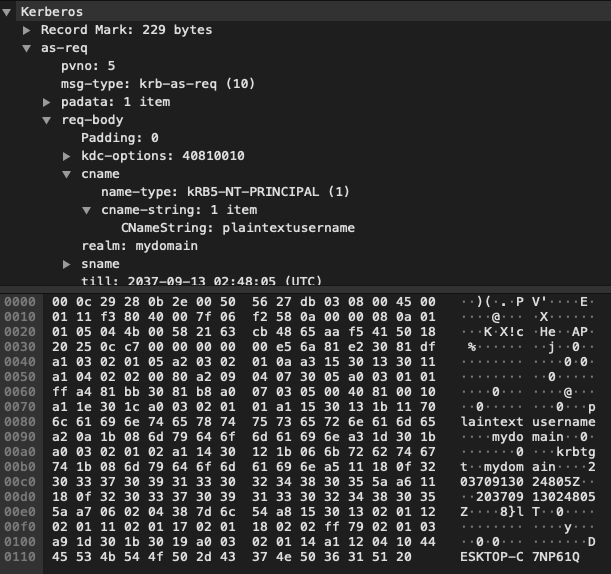 Kerberos
Record Mark: 229 bytes
as-req
pvno: 5
msg-type: krb-as-req (10)
padata: 1 item
req-body
Padding: 0
kdc-options: 40810010
cname
name-type: kRB5-NT-PRINCIPAL (1)
cname-string: 1 item
CNameString: plaintextusername
realm: mydomain
sname
till: 2037-09-13 02:48:05 (UTC)
0000 00 0c 29 28 0b 2e 00 50 56 27 db 03 08 00 45 00 ··)(·.·P V'····E·
0010 01 11 f3 80 40 00 7f 06 f2 58 0a 00 00 08 0a 01 ····@··· ·X······
0020 01 05 04 4b 00 58 21 63 cb 48 65 aa f5 41 50 18 ···K·X!c ·He··AP·
0030 20 25 0c c7 00 00 00 00 00 e5 6a 81 e2 30 81 df  %······ ··j··0··
0040 a1 03 02 01 05 a2 03 02 01 0a a3 15 30 13 30 11 ········ ····0·0·
0050 a1 04 02 02 00 80 a2 09 04 07 30 05 a0 03 01 01 ········ ··0·····
0060 ff a4 81 bb 30 81 b8 a0 07 03 05 00 40 81 00 10 ····0··· ····@···
0070 a1 1e 30 1c a0 03 02 01 01 a1 15 30 13 1b 11 70 ··0····· ···0···p
0080 6c 61 69 6e 74 65 78 74 75 73 65 72 6e 61 6d 65 laintext username
0090 a2 0a 1b 08 6d 79 64 6f 6d 61 69 6e a3 1d 30 1b ····mydo main··0·
00a0 a0 03 02 01 02 a1 14 30 12 1b 06 6b 72 62 74 67 ·······0 ···krbtg
00b0 74 1b 08 6d 79 64 6f 6d 61 69 6e a5 11 18 0f 32 t··mydom ain····2
00c0 30 33 37 30 39 31 33 30 32 34 38 30 35 5a a6 11 03709130 24805Z··
00d0 18 0f 32 30 33 37 30 39 31 33 30 32 34 38 30 35 ··203709 13024805
00e0 5a a7 06 02 04 38 7d 6c 54 a8 15 30 13 02 01 12 Z····8}l T··0····
00f0 02 01 11 02 01 17 02 01 18 02 02 ff 79 02 01 03 ········ ····y···
0100 a9 1d 30 1b 30 19 a0 03 02 01 14 a1 12 04 10 44 ··0·0··· ·······D
0110 45 53 4b 54 4f 50 2d 43 37 4e 50 36 31 51 20 ESKTOP-C 7NP61Q